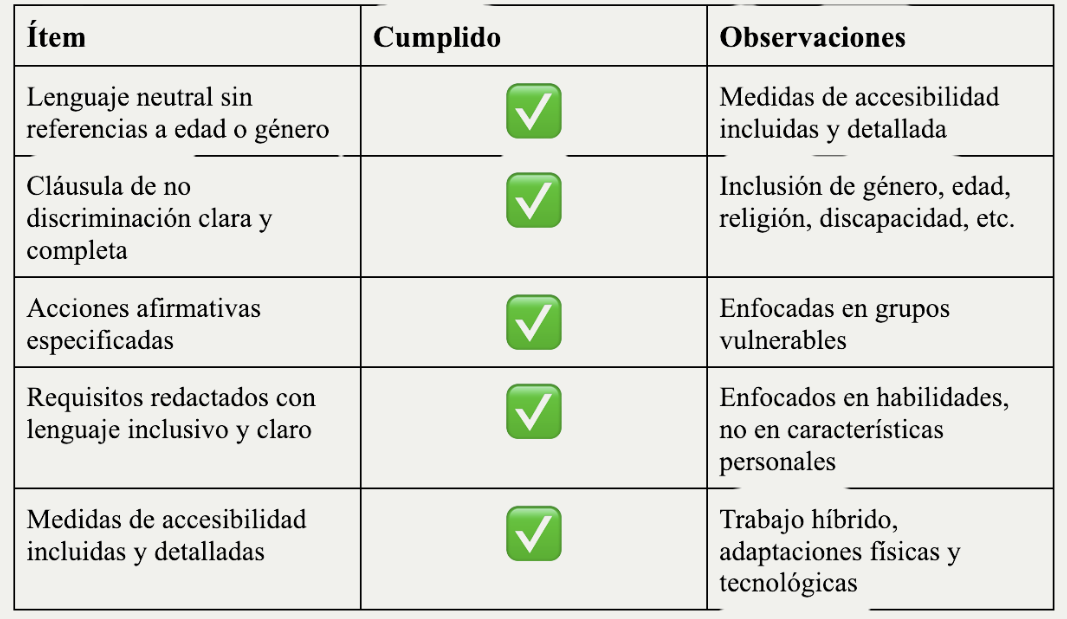 Ítem
Cumplido
Observaciones
Lenguaje neutral sin
referencias a edad o género
✅
Medidas de accesibilidad
incluidas y detallada
Cláusula de no
discriminación clara y
completa
✅
Inclusión de género, edad,
religión, discapacidad, etc.
Acciones afirmativas
especificadas
✅
Enfocadas en grupos
vulnerables
Requisitos redactados con
lenguaje inclusivo y claro
✅
Enfocados en habilidades,
no en características
personales
Medidas de accesibilidad
incluidas y detalladas
✅
Trabajo híbrido,
adaptaciones físicas y
tecnológicas